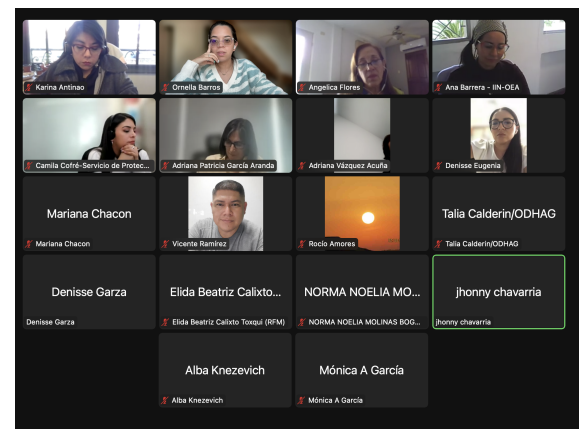 Karina Antinao
Ornella Barros
Angelica Flores
Ana Barrera - IIN-OEA
Camila Cofré-Servicio de Protec...
Adriana Patricia García Aranda
Adriana Vázquez Acuña
Denisse Eugenia
Mariana Chacon
Mariana Chacon
Vicente Ramírez
Rocío Amores
Talia Calderin/ODHAG
Talia Calderin/ODHAG
Denisse Garza
Denisse Garza
Elida Beatriz Calixto...
Elida Beatriz Calixto Toxqui (RFM)
NORMA NOELIA MO...
NORMA NOELIA MOLINAS BOG...
jhonny chavarria
jhonny chavarria
Alba Knezevich
Alba Knezevich
Mónica A García
Mónica A García